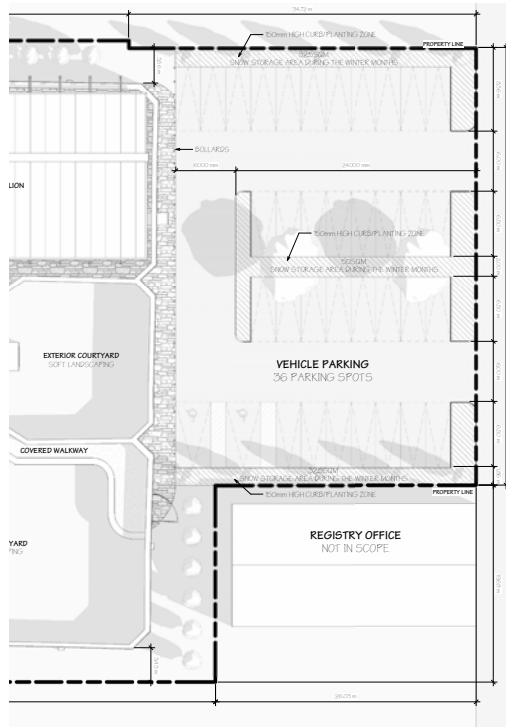 34.72 m
150mm HIGH CURB/PLANTING ZONE
PROPERTY LINE
SNOW STORAGE AREA DURING THE WINTER MONTHS
BOLLARDS
6000 mm
24000 mm
LION
150mm HIGH CURB/PLANTING ZONE
50SQM
SNOW STORAGE AREA DURING THE WINTER MONTHS
EXTERIOR COURTYARD
SOFT LANDSCAPING
VEHICLE PARKING
36 PARKING SPOTS
COVERED WALKWAY
SNOW STORAGE AREA DURING THE WINTER MONTHS
150mm HIGH CURB/PLANTING ZONE
PROPERTY LINE
REGISTRY OFFICE
NOT IN SCOPE
YARD
PING